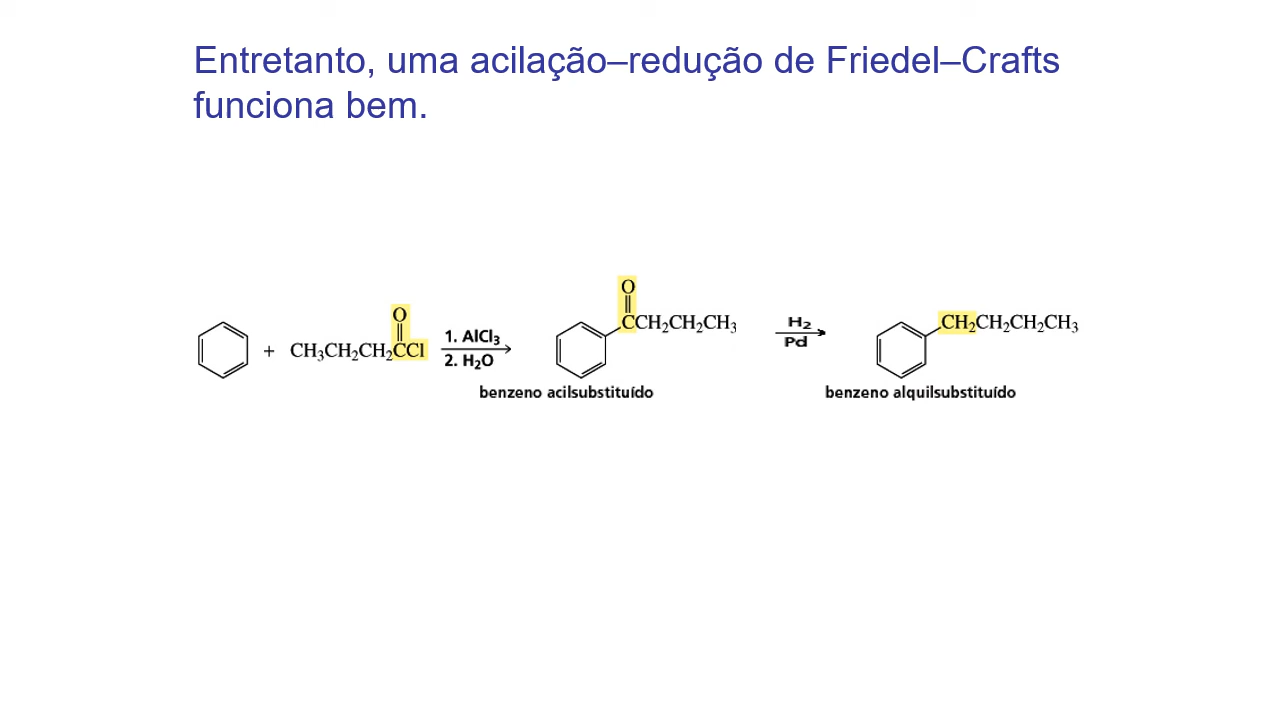 Entretanto, uma acilação–redução de Friedel–Crafts
funciona bem.
O
CH₃CH₂CH₂CCl
+
1. AlCl₃
2. H₂O
O
CCH₂CH₂CH₃
benzeno acilsubstituído
H₂
Pd
CH₂CH₂CH₂CH₃
benzeno alquilsubstituído